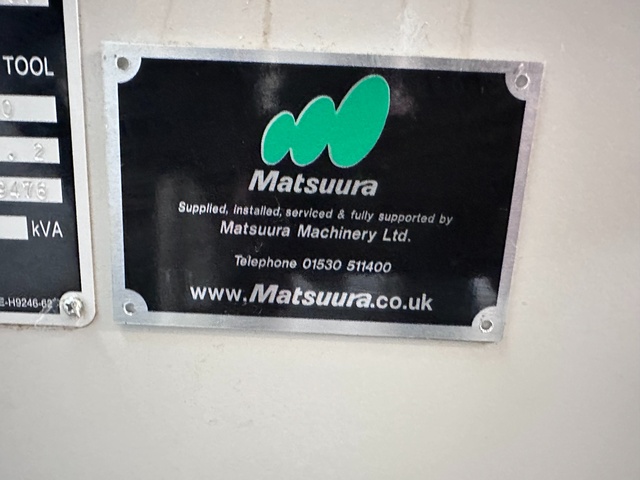 TOOL
kVA
Matsuura
Supplied, installed, serviced & fully supported by
Matsuura Machinery Ltd.
Telephone 01530 511400
www.Matsuura.co.uk